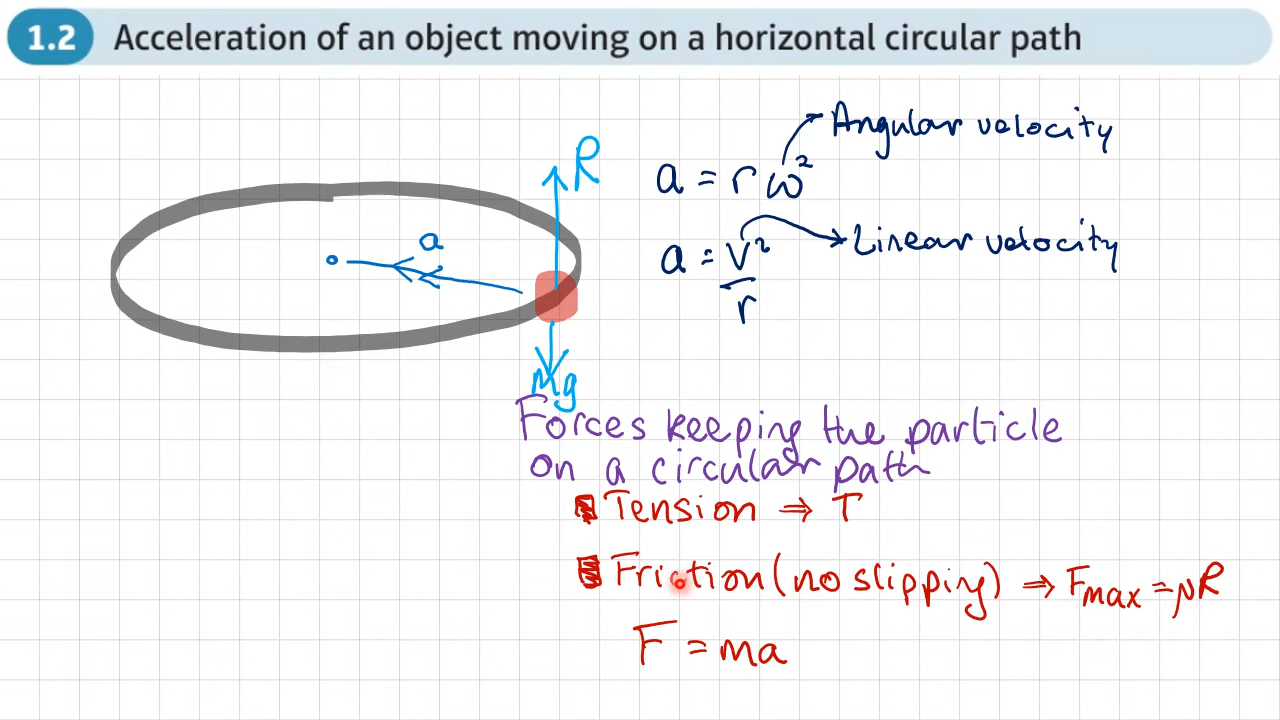 1.2 Acceleration of an object moving on a horizontal circular path
Angular velocity
a = rω²
R
a
a = v²/r
Linear velocity
Mg
Forces keeping the particle
on a circular path
Tension ⇒ T
Friction (no slipping) ⇒ Fmax = μR
F = ma